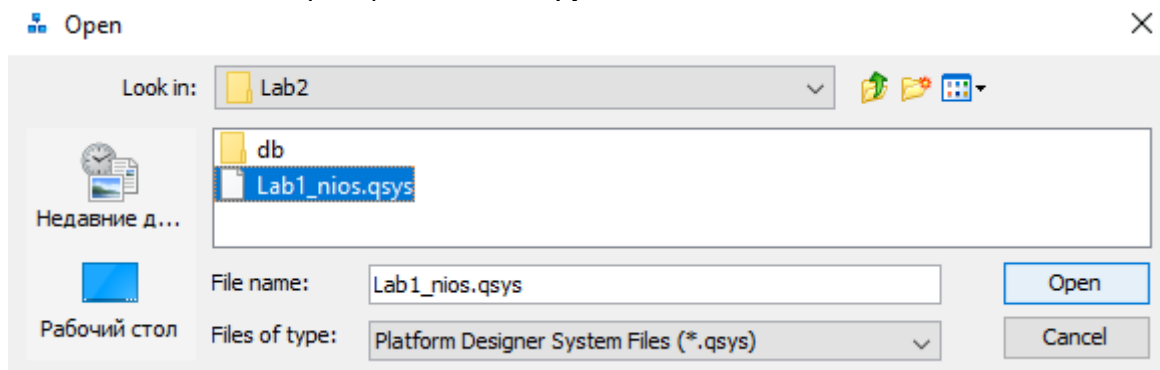 Open
Look in:
Lab2
db
Lab1_nios.qsys
Недавние д...
File name:
Lab1_nios.qsys
Open
Рабочий стол
Files of type:
Platform Designer System Files (*.qsys)
Cancel